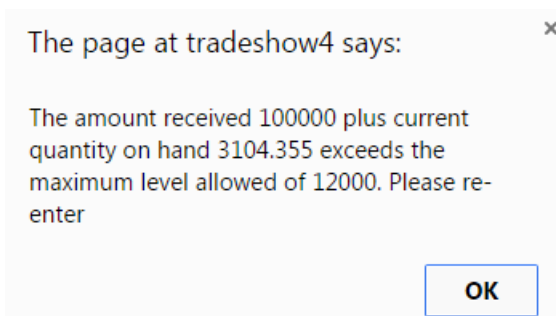 The page at tradeshow4 says:
The amount received 100000 plus current
quantity on hand 3104.355 exceeds the
maximum level allowed of 12000. Please re-
enter
OK